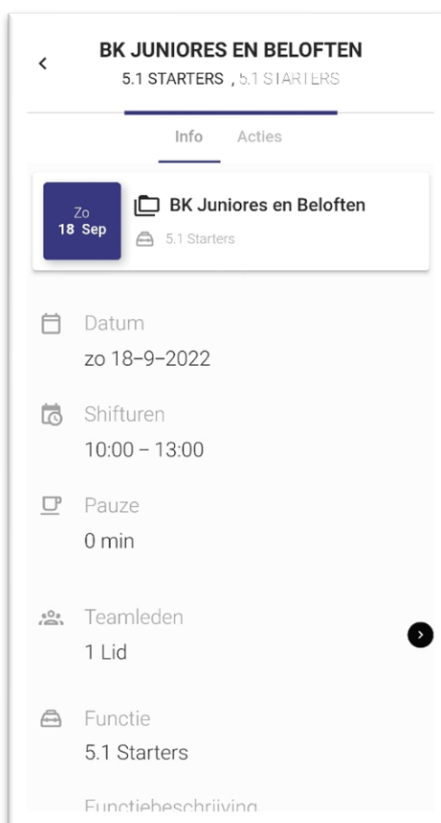 BK JUNIORES EN BELOFTEN
5.1 STARTERS , 5.1 STARTERS
Info Acties
Zo
18 Sep
BK Juniores en Beloften
5.1 Starters
Datum
zo 18-9-2022
Shifturen
10:00 – 13:00
Pauze
0 min
Teamleden
1 Lid
Functie
5.1 Starters
Functiebeschrijving